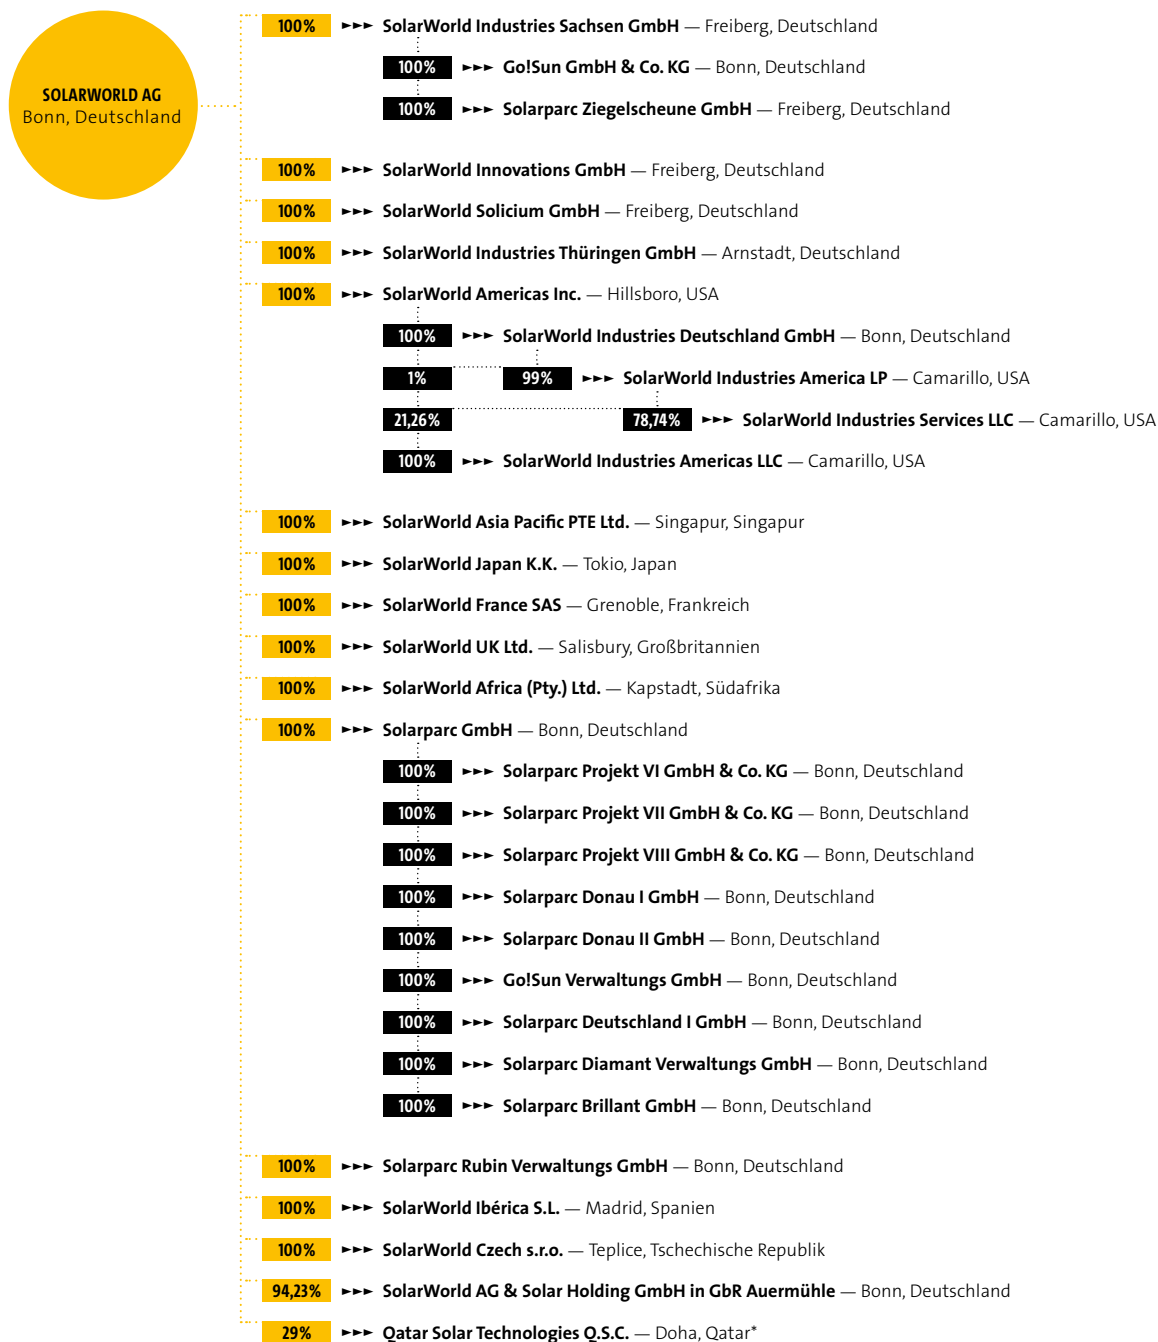 SOLARWORLD AG
Bonn, Deutschland
100% ►►► SolarWorld Industries Sachsen GmbH — Freiberg, Deutschland
100% ►►► Go!Sun GmbH & Co. KG — Bonn, Deutschland
100% ►►► Solarparc Ziegelscheune GmbH — Freiberg, Deutschland
100% ►►► SolarWorld Innovations GmbH — Freiberg, Deutschland
100% ►►► SolarWorld Solicium GmbH — Freiberg, Deutschland
100% ►►► SolarWorld Industries Thüringen GmbH — Arnstadt, Deutschland
100% ►►► SolarWorld Americas Inc. — Hillsboro, USA
100% ►►► SolarWorld Industries Deutschland GmbH — Bonn, Deutschland
1% 99% ►►► SolarWorld Industries America LP — Camarillo, USA
21,26% 78,74% ►►► SolarWorld Industries Services LLC — Camarillo, USA
100% ►►► SolarWorld Industries Americas LLC — Camarillo, USA
100% ►►► SolarWorld Asia Pacific PTE Ltd. — Singapur, Singapur
100% ►►► SolarWorld Japan K.K. — Tokio, Japan
100% ►►► SolarWorld France SAS — Grenoble, Frankreich
100% ►►► SolarWorld UK Ltd. — Salisbury, Großbritannien
100% ►►► SolarWorld Africa (Pty.) Ltd. — Kapstadt, Südafrika
100% ►►► Solarparc GmbH — Bonn, Deutschland
100% ►►► Solarparc Projekt VI GmbH & Co. KG — Bonn, Deutschland
100% ►►► Solarparc Projekt VII GmbH & Co. KG — Bonn, Deutschland
100% ►►► Solarparc Projekt VIII GmbH & Co. KG — Bonn, Deutschland
100% ►►► Solarparc Donau I GmbH — Bonn, Deutschland
100% ►►► Solarparc Donau II GmbH — Bonn, Deutschland
100% ►►► Go!Sun Verwaltungs GmbH — Bonn, Deutschland
100% ►►► Solarparc Deutschland I GmbH — Bonn, Deutschland
100% ►►► Solarparc Diamant Verwaltungs GmbH — Bonn, Deutschland
100% ►►► Solarparc Brillant GmbH — Bonn, Deutschland
100% ►►► Solarparc Rubin Verwaltungs GmbH — Bonn, Deutschland
100% ►►► SolarWorld Ibérica S.L. — Madrid, Spanien
100% ►►► SolarWorld Czech s.r.o. — Teplice, Tschechische Republik
94,23% ►►► SolarWorld AG & Solar Holding GmbH in GbR Auermühle — Bonn, Deutschland
29% ►►► Qatar Solar Technologies Q.S.C. — Doha, Qatar*